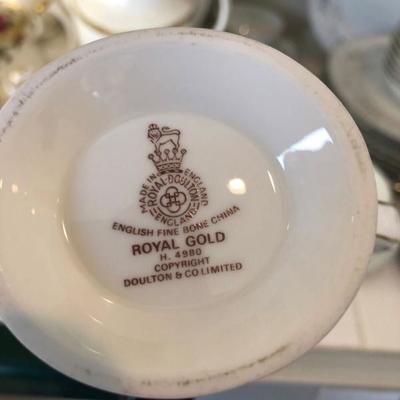 MADE IN ENGLAND
ROYAL·DOULTON
ENGLAND
ENGLISH FINE BONE CHINA
ROYAL GOLD
H. 4980
COPYRIGHT
DOULTON & CO LIMITED